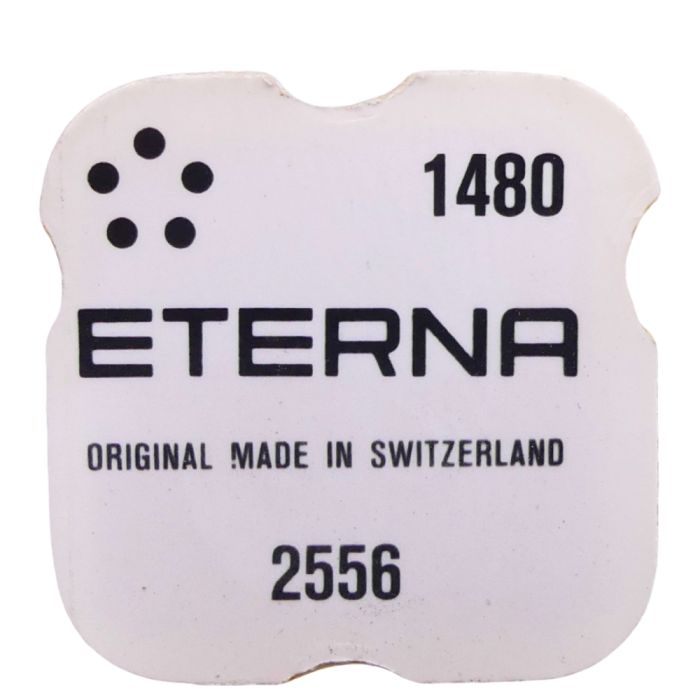 1480
ETERNA
ORIGINAL MADE IN SWITZERLAND
2556